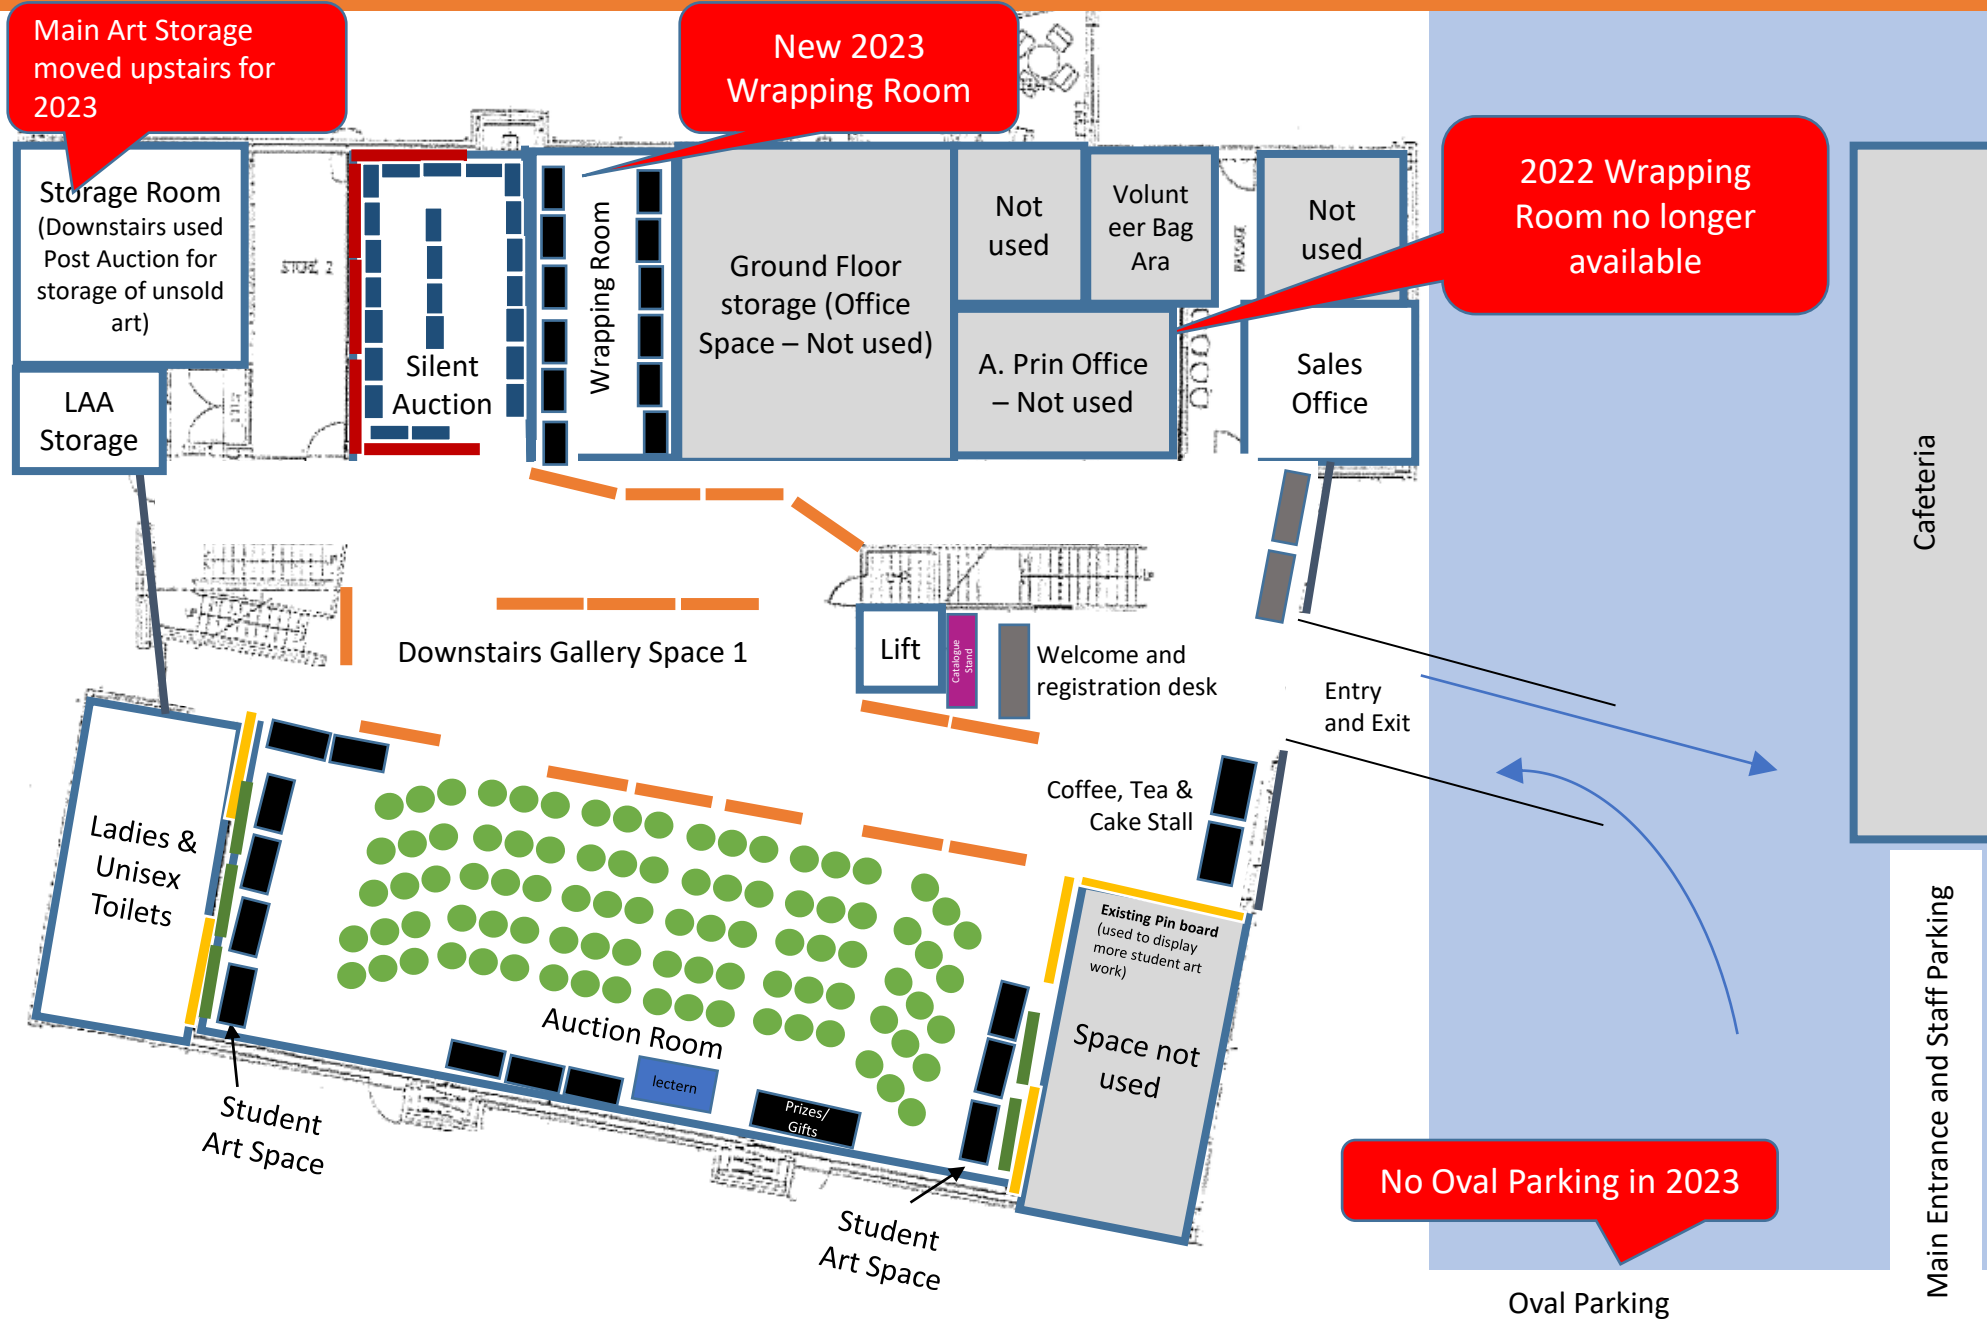 Main Art Storage
moved upstairs for
2023
New 2023
Wrapping Room
2022 Wrapping
Room no longer
available
Storage Room
(Downstairs used
Post Auction for
storage of unsold
art)
STORE 2
Silent
Auction
Wrapping Room
Ground Floor
storage (Office
Space – Not used)
Not
used
Volunt
eer Bag
Ara
PASSAGE
Not
used
A. Prin Office
– Not used
Sales
Office
LAA
Storage
Cafeteria
Downstairs Gallery Space 1
Lift
Catalogue
Stand
Welcome and
registration desk
Entry
and Exit
Coffee, Tea &
Cake Stall
Ladies &
Unisex
Toilets
Existing Pin board
(used to display
more student art
work)
Space not
used
Auction Room
lectern
Prizes/
Gifts
Student
Art Space
Student
Art Space
No Oval Parking in 2023
Oval Parking
Main Entrance and Staff Parking